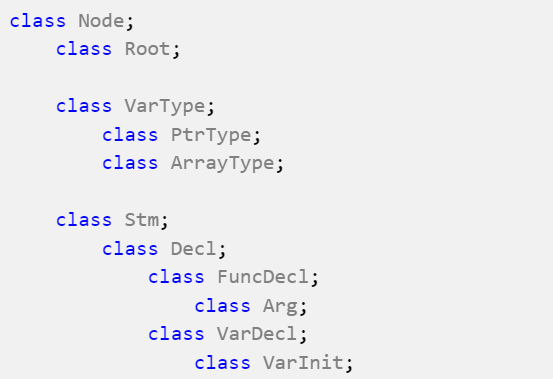 class Node;
    class Root;

    class VarType;
        class PtrType;
        class ArrayType;

    class Stm;
        class Decl;
            class FuncDecl;
                class Arg;
            class VarDecl;
                class VarInit;